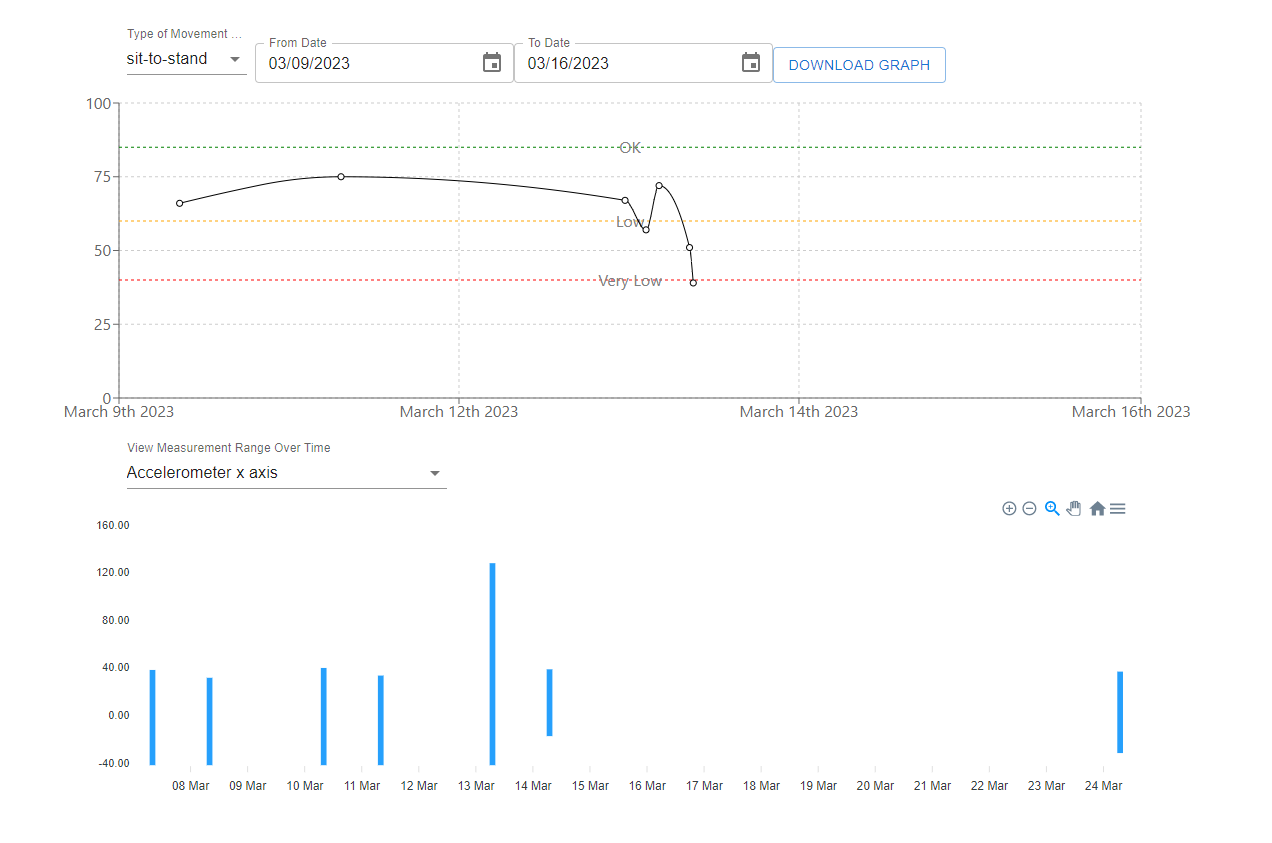 Type of Movement ...
sit-to-stand
From Date
03/09/2023
To Date
03/16/2023
DOWNLOAD GRAPH
100
OK
75
Low
50
Very Low
25
0
March 9th 2023 March 12th 2023 March 14th 2023 March 16th 2023
View Measurement Range Over Time
Accelerometer x axis
160.00
120.00
80.00
40.00
0.00
-40.00
08 Mar 09 Mar 10 Mar 11 Mar 12 Mar 13 Mar 14 Mar 15 Mar 16 Mar 17 Mar 18 Mar 19 Mar 20 Mar 21 Mar 22 Mar 23 Mar 24 Mar